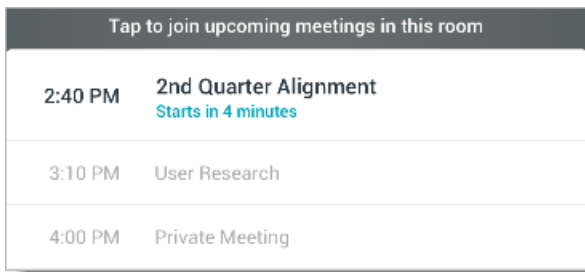 Tap to join upcoming meetings in this room
2:40 PM 2nd Quarter Alignment
Starts in 4 minutes
3:10 PM User Research
4:00 PM Private Meeting